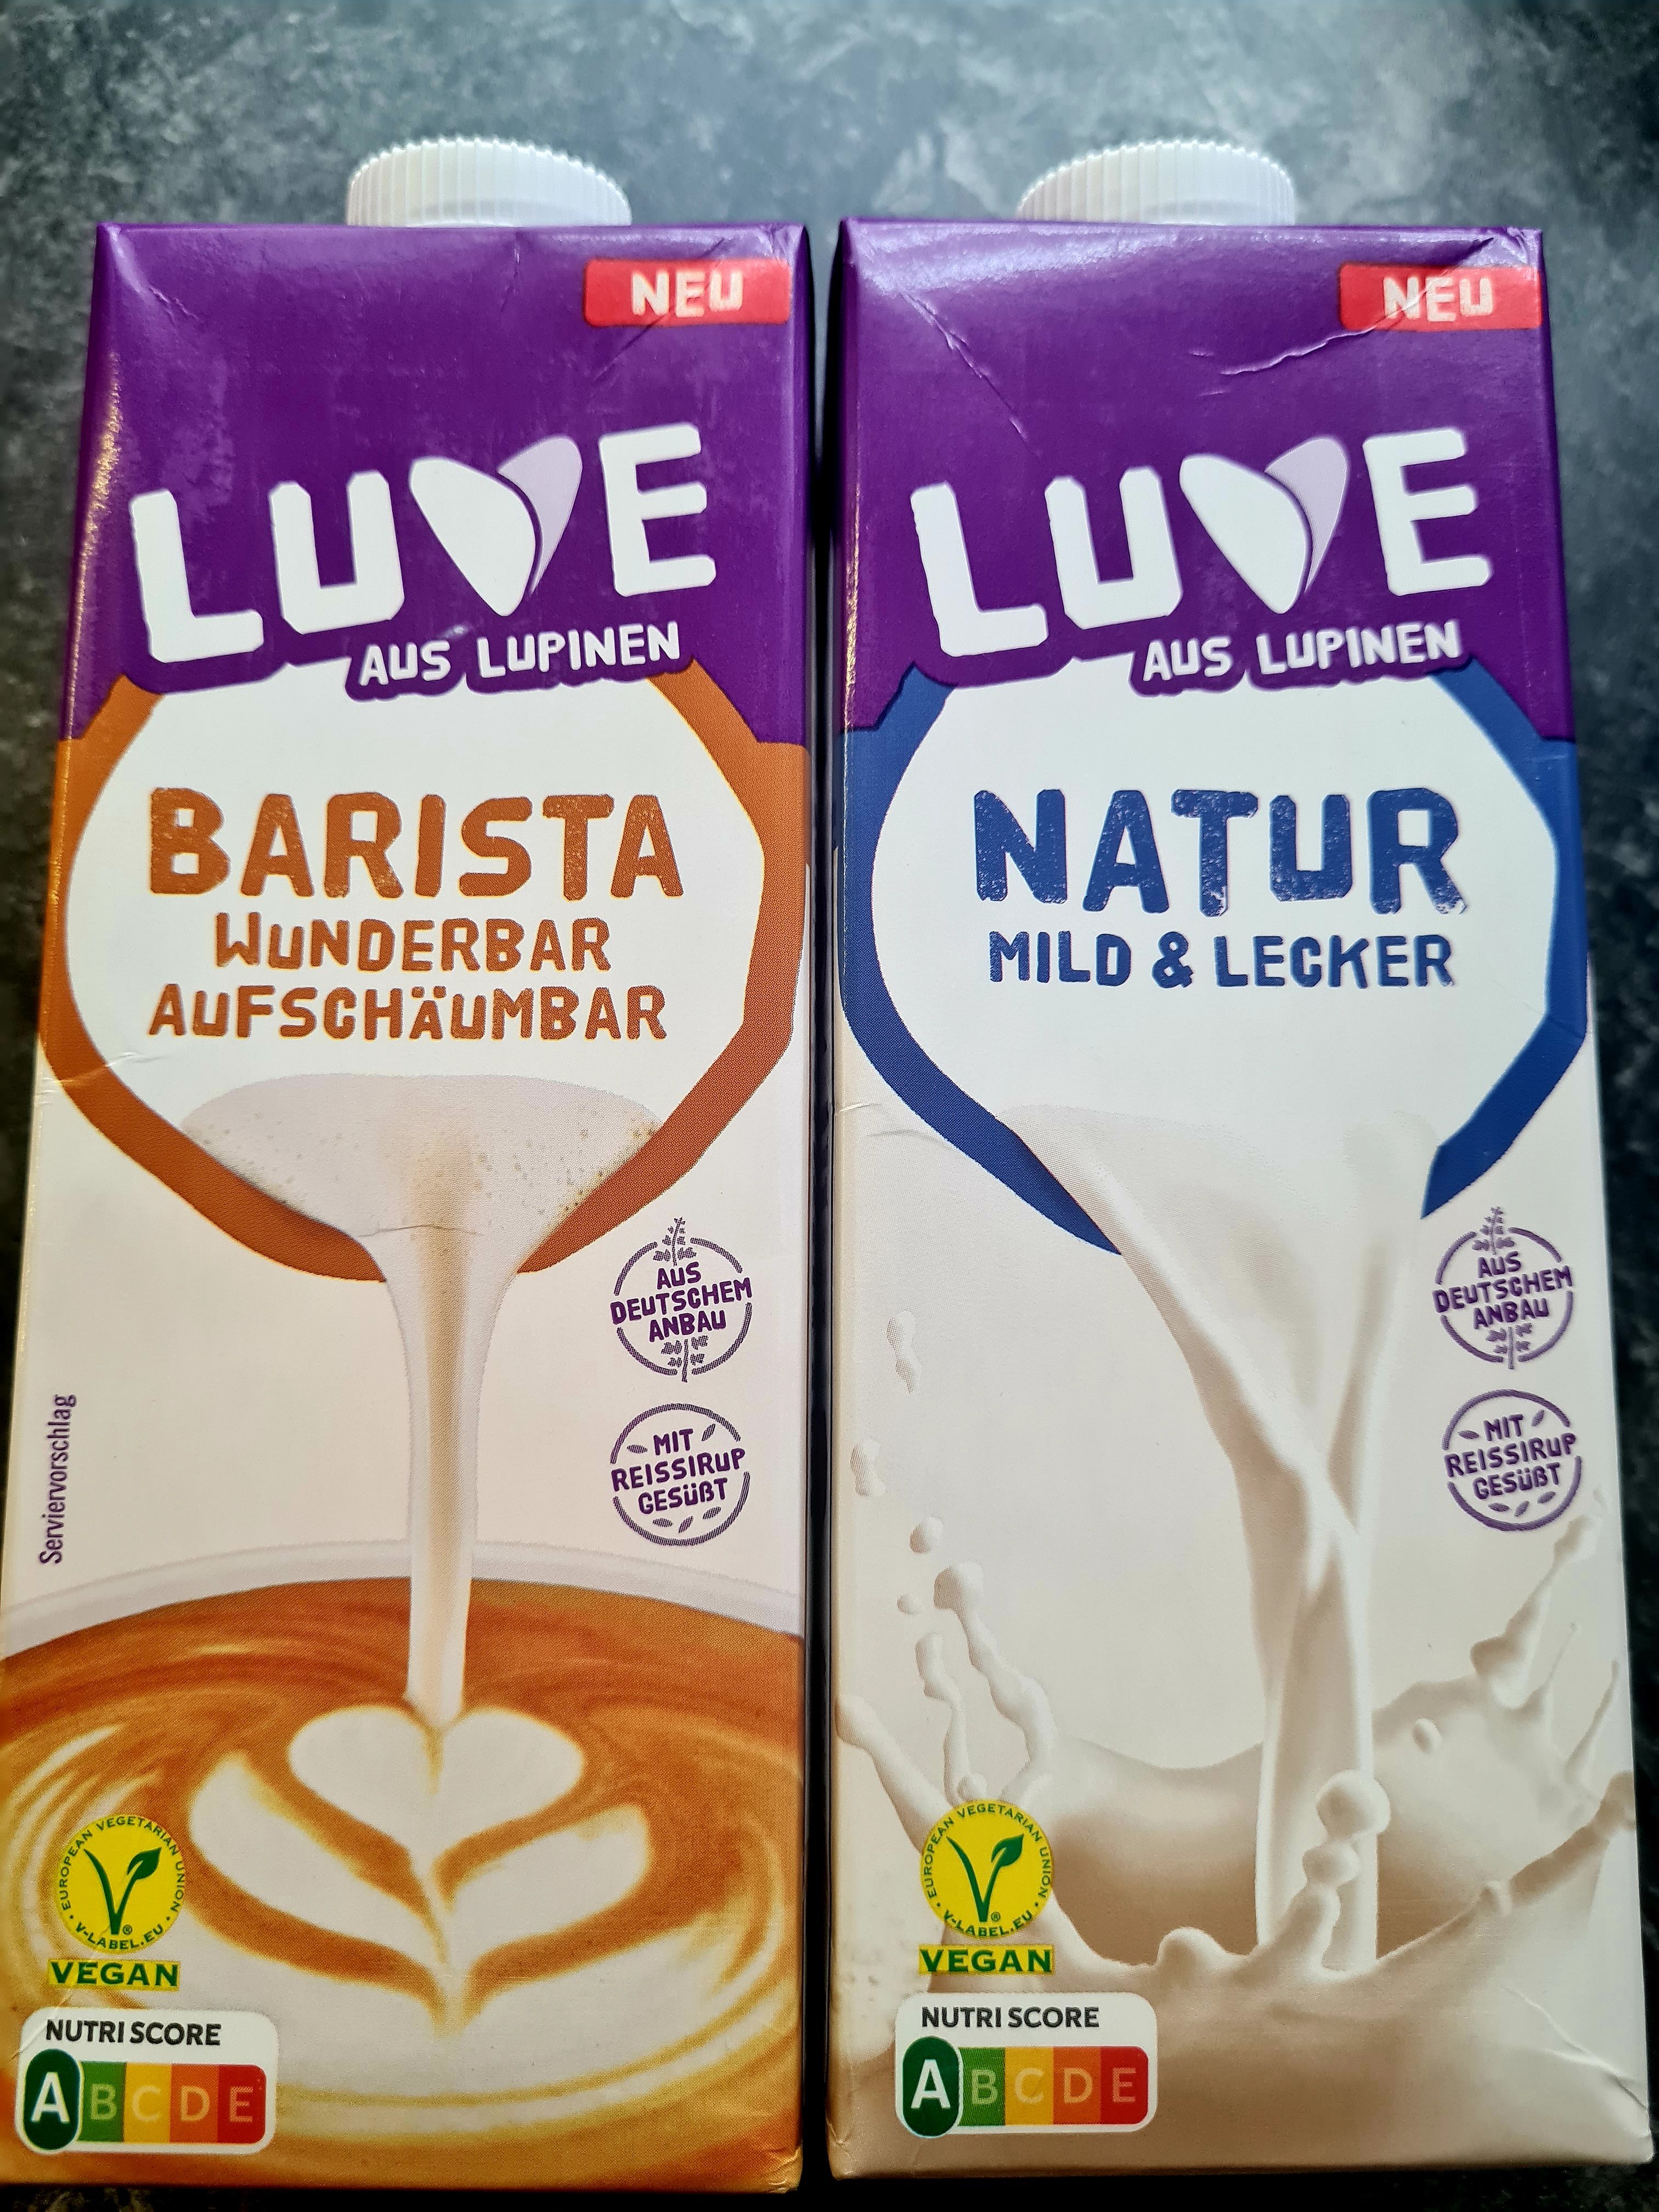 NEU
LUVE
AUS LUPINEN
BARISTA
WUNDERBAR
AUFSCHÄUMBAR
AUS
DEUTSCHEM
ANBAU
MIT
REISSIRUP
GESÜßT
Serviervorschlag
EUROPEAN VEGETARIAN UNION
V-LABEL.EU
®
VEGAN
NUTRI SCORE
A B C D E
NEU
LUVE
AUS LUPINEN
NATUR
MILD & LECKER
AUS
DEUTSCHEM
ANBAU
MIT
REISSIRUP
GESÜßT
EUROPEAN VEGETARIAN UNION
V-LABEL.EU
®
VEGAN
NUTRI SCORE
A B C D E